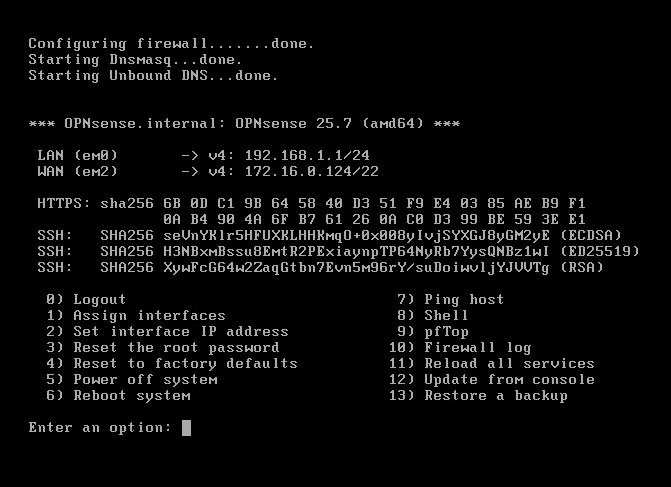 Configuring firewall.......done.
Starting Dnsmasq...done.
Starting Unbound DNS...done.
*** OPNsense.internal: OPNsense 25.7 (amd64) ***
LAN (em0)       -> v4: 192.168.1.1/24
WAN (em2)       -> v4: 172.16.0.124/22
HTTPS: sha256 6B 0D C1 9B 64 58 40 D3 51 F9 E4 03 85 AE B9 F1
0A B4 90 4A 6F B7 61 26 0A C0 D3 99 BE 59 3E E1
SSH:   SHA256 seVnYKlr5HFUXKLHHKmqO+0x008yIvjSYXGJ8yGM2yE (ECDSA)
SSH:   SHA256 H3NBxmBssu8EmtR2PExiaynpTP64NyRb7YysQNBz1wI (ED25519)
SSH:   SHA256 XywFcG64w2ZaqGtbn7Evn5m96rY/suDoiwvljYJVVTg (RSA)
0) Logout                              7) Ping host
1) Assign interfaces                   8) Shell
2) Set interface IP address            9) pfTop
3) Reset the root password            10) Firewall log
4) Reset to factory defaults          11) Reload all services
5) Power off system                   12) Update from console
6) Reboot system                      13) Restore a backup
Enter an option: